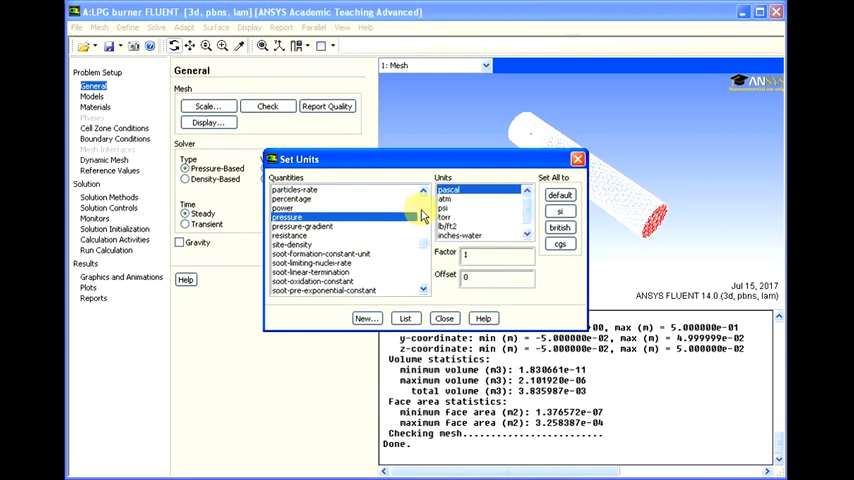 A:LPG burner FLUENT [3d, pbns, lam] [ANSYS Academic Teaching Advanced]
File Mesh Define Solve Adapt Surface Display Report Parallel View Help
Problem Setup
General
Models
Materials
Phases
Cell Zone Conditions
Boundary Conditions
Mesh Interfaces
Dynamic Mesh
Reference Values
Solution
Solution Methods
Solution Controls
Monitors
Solution Initialization
Calculation Activities
Run Calculation
Results
Graphics and Animations
Plots
Reports
General
Mesh
Scale... Check Report Quality
Display...
Solver
Type
Pressure-Based
Density-Based
Time
Steady
Transient
Gravity
Help
1: Mesh
ANSYS
Jul 15, 2017
ANSYS FLUENT 14.0 (3d, pbns, lam)
Set Units
Quantities
particles-rate
percentage
power
pressure
pressure-gradient
resistance
site-density
soot-formation-constant-unit
soot-limiting-nuclei-rate
soot-linear-termination
soot-oxidation-constant
soot-pre-exponential-constant
Units
pascal
atm
psi
torr
lb/ft2
inches-water
Factor
1
Offset
0
Set All to
default
si
british
cgs
New... List Close Help
+00, max (m) = 5.000000e-01
y-coordinate: min (m) = -5.000000e-02, max (m) = 4.999999e-02
z-coordinate: min (m) = -5.000000e-02, max (m) = 5.000000e-02
Volume statistics:
minimum volume (m3): 1.830661e-11
maximum volume (m3): 2.101920e-06
total volume (m3): 3.835987e-03
Face area statistics:
minimum face area (m2): 1.376572e-07
maximum face area (m2): 3.258387e-04
Checking mesh.........................
Done.